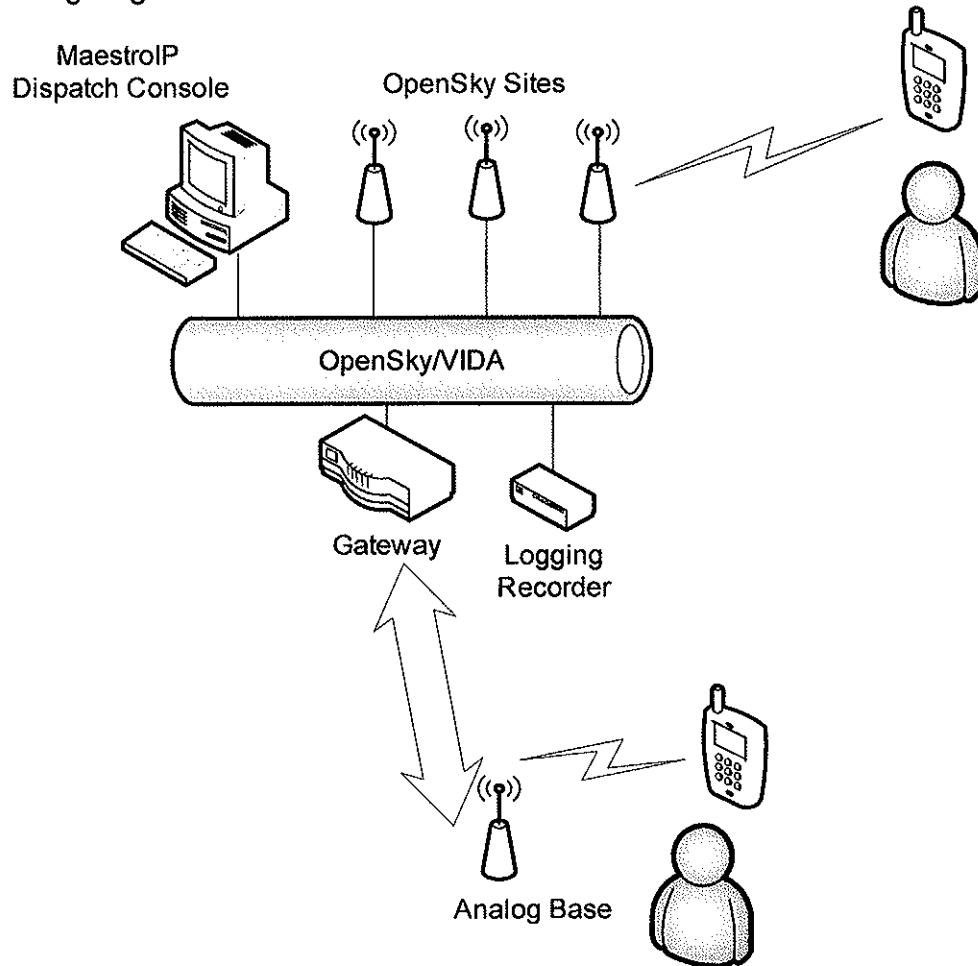 MaestroIP
Dispatch Console
OpenSky Sites
OpenSky/VIDA
Gateway
Logging
Recorder
Analog Base